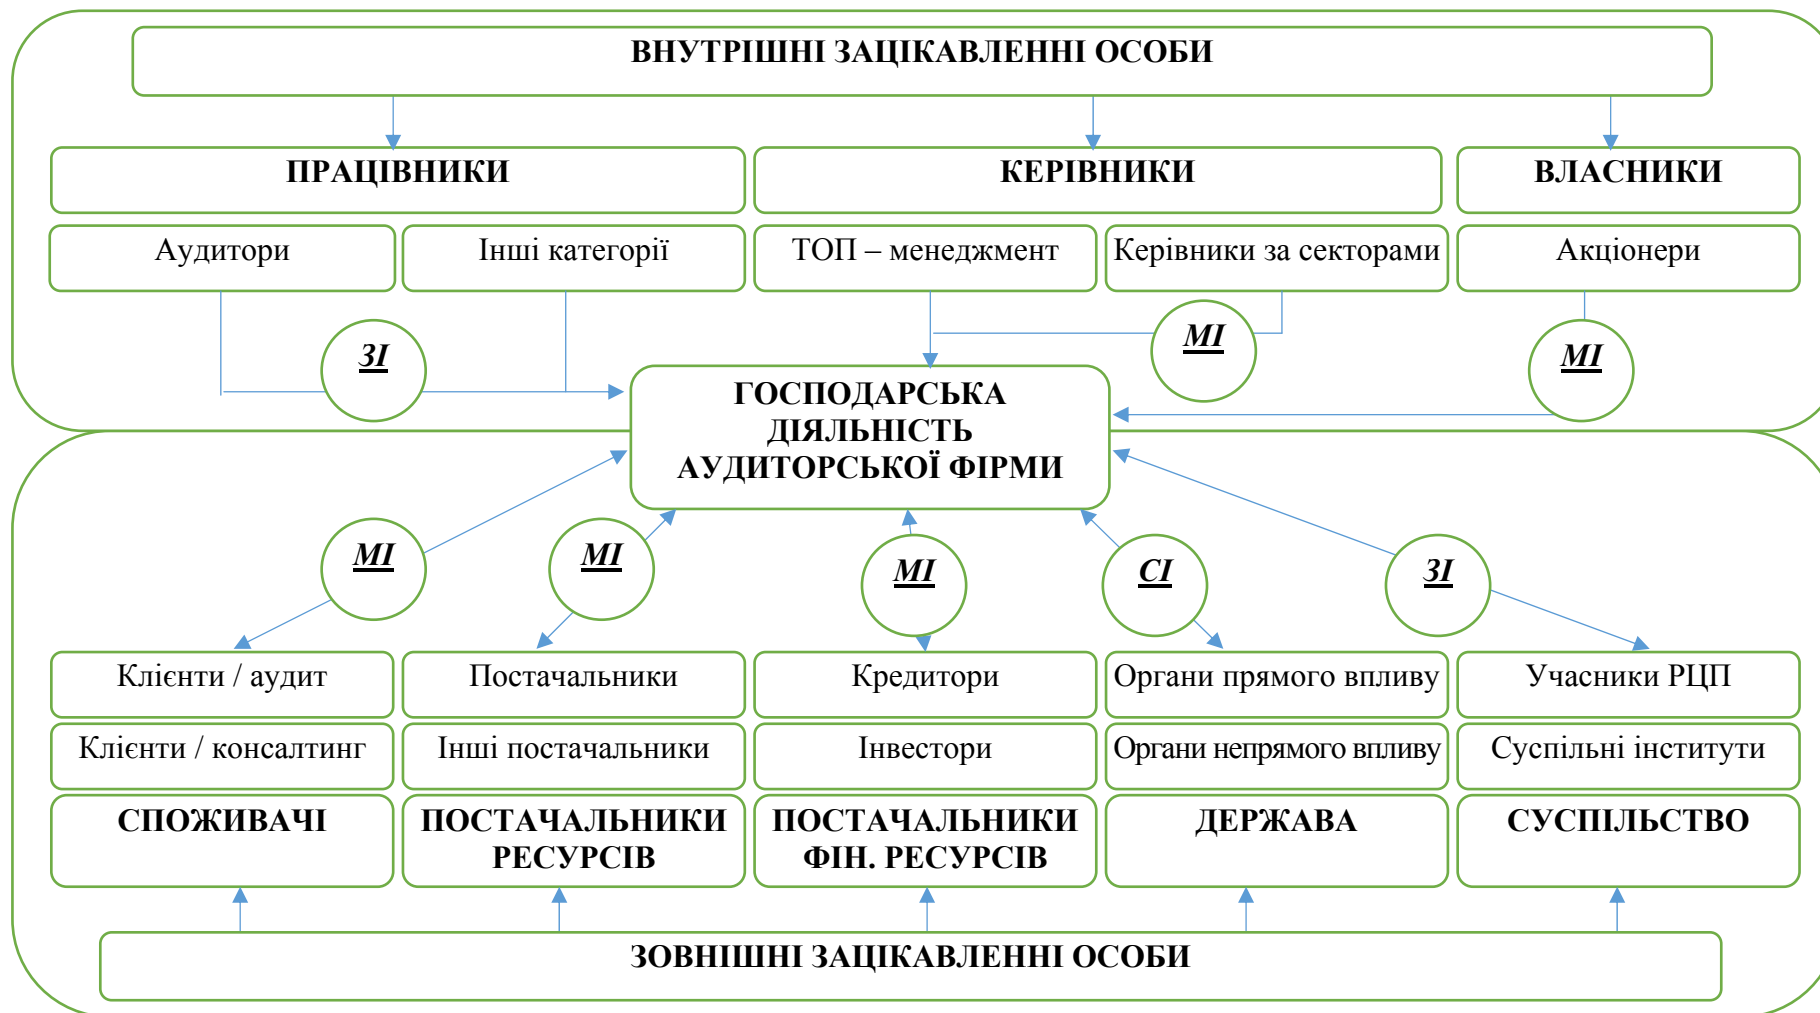 ВНУТРІШНІ ЗАЦІКАВЛЕННІ ОСОБИ
ПРАЦІВНИКИ
КЕРІВНИКИ
ВЛАСНИКИ
Аудитори
Інші категорії
ТОП – менеджмент
Керівники за секторами
Акціонери
ЗІ
МІ
МІ
ГОСПОДАРСЬКА
ДІЯЛЬНІСТЬ
АУДИТОРСЬКОЇ ФІРМИ
МІ
МІ
МІ
СІ
ЗІ
Клієнти / аудит
Постачальники
Кредитори
Органи прямого впливу
Учасники РЦП
Клієнти / консалтинг
Інші постачальники
Інвестори
Органи непрямого впливу
Суспільні інститути
СПОЖИВАЧІ
ПОСТАЧАЛЬНИКИ
РЕСУРСІВ
ПОСТАЧАЛЬНИКИ
ФІН. РЕСУРСІВ
ДЕРЖАВА
СУСПІЛЬСТВО
ЗОВНІШНІ ЗАЦІКАВЛЕННІ ОСОБИ